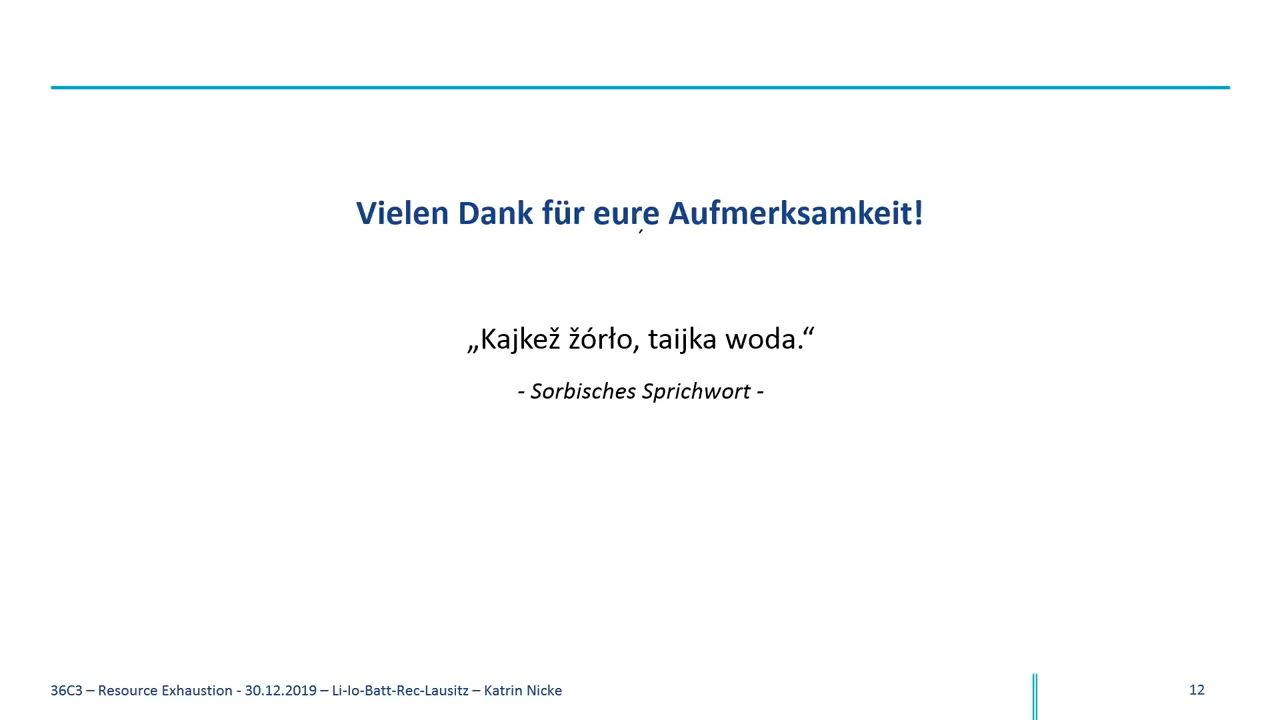 Vielen Dank für eure Aufmerksamkeit!
„Kajkež žórło, taijka woda.“
- Sorbisches Sprichwort -
36C3 – Resource Exhaustion - 30.12.2019 – Li-Io-Batt-Rec-Lausitz – Katrin Nicke
12